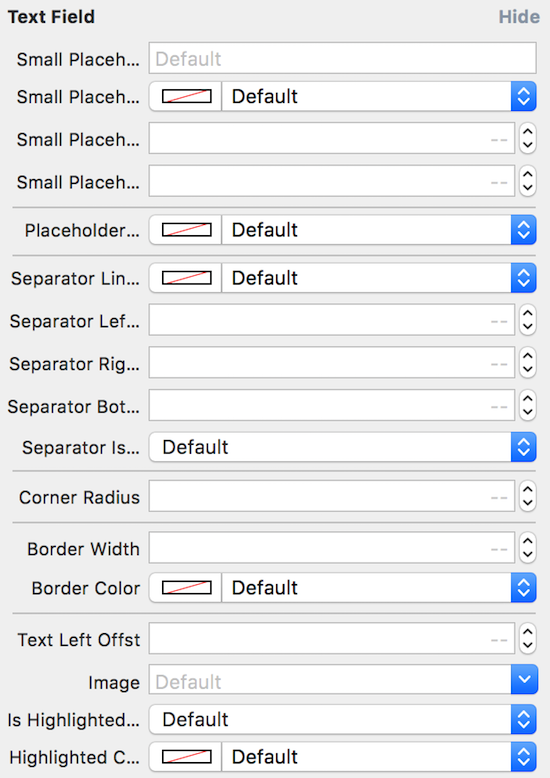 Text Field Hide
Small Placeh... Default
Small Placeh... Default
Small Placeh... --
Small Placeh... --
Placeholder... Default
Separator Lin... Default
Separator Lef... --
Separator Rig... --
Separator Bot... --
Separator Is... Default
Corner Radius --
Border Width --
Border Color Default
Text Left Offst --
Image Default
Is Highlighted... Default
Highlighted C... Default